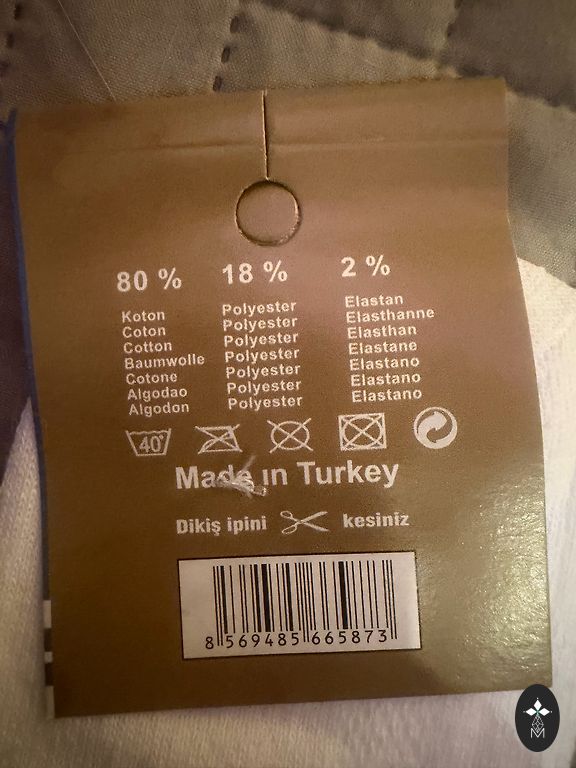 80 % 18 % 2 %
Koton Polyester Elastan
Coton Polyester Elasthanne
Cotton Polyester Elasthan
Baumwolle Polyester Elastane
Cotone Polyester Elastano
Algodao Polyester Elastano
Algodon Polyester Elastano
40°
Made in Turkey
Dikiş ipini kesiniz
8 569485 665873
M